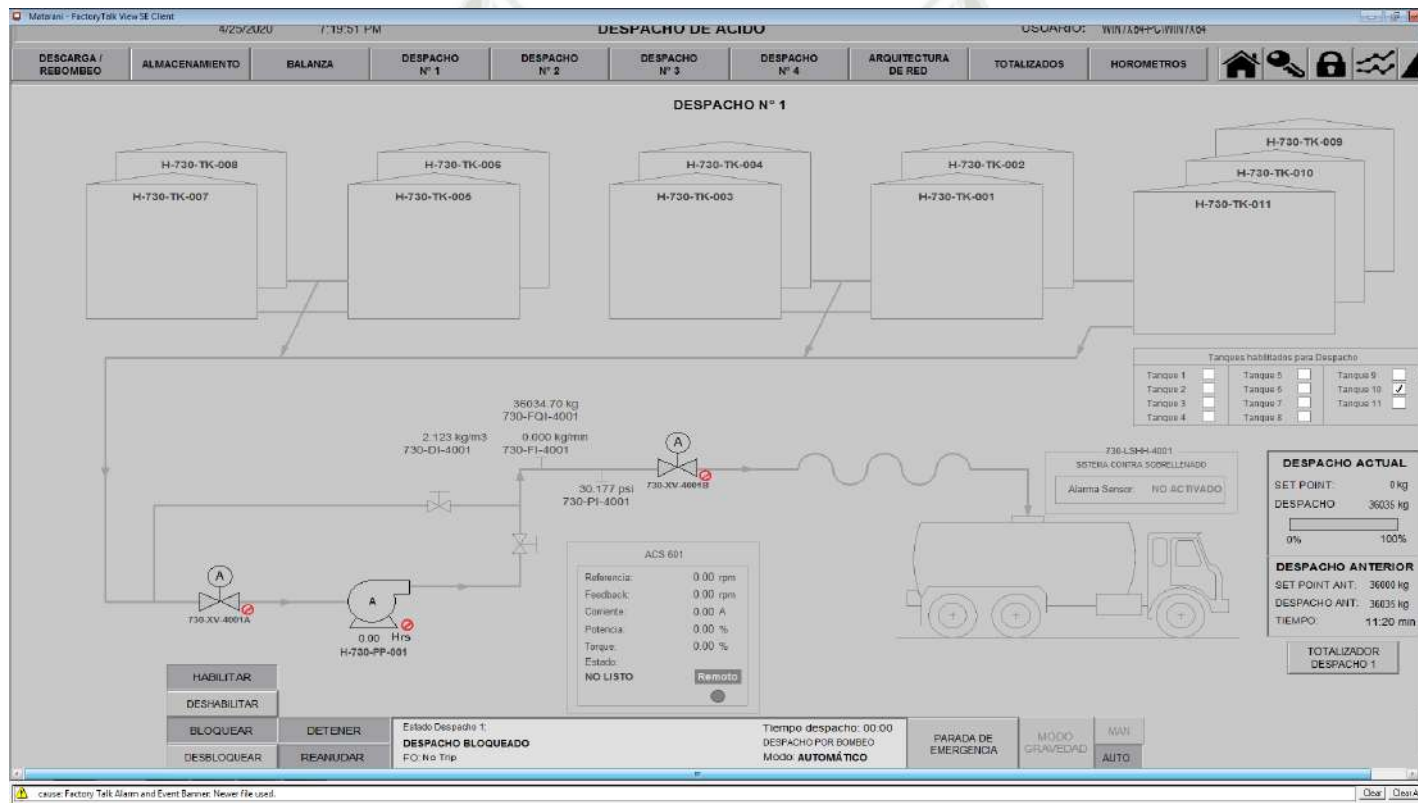 Matarani - FactoryTalk View SE Client
4/25/2020 7:19:51 PM DESPACHO DE ACIDO USUARIO: WIN7X64-PC\WIN7X64
DESCARGA / REBOMBEO
ALMACENAMIENTO
BALANZA
DESPACHO N° 1
DESPACHO N° 2
DESPACHO N° 3
DESPACHO N° 4
ARQUITECTURA DE RED
TOTALIZADOS
HOROMETROS
DESPACHO N° 1
H-730-TK-008
H-730-TK-007
H-730-TK-006
H-730-TK-005
H-730-TK-004
H-730-TK-003
H-730-TK-002
H-730-TK-001
H-730-TK-009
H-730-TK-010
H-730-TK-011
Tanques habilitados para Despacho
Tanque 1 Tanque 5 Tanque 9
Tanque 2 Tanque 6 Tanque 10
Tanque 3 Tanque 7 Tanque 11
Tanque 4 Tanque 8
36034.70 kg
730-FQI-4001
2.123 kg/m3
730-DI-4001
0.000 kg/min
730-FI-4001
30.177 psi
730-PI-4001
A
730-XV-4001B
730-LSHH-4001
SISTEMA CONTRA SOBRELLENADO
Alarma Sensor: NO ACTIVADO
DESPACHO ACTUAL
SET POINT: 0 kg
DESPACHO 36035 kg
0% 100%
DESPACHO ANTERIOR
SET POINT ANT: 36000 kg
DESPACHO ANT: 36035 kg
TIEMPO: 11:20 min
TOTALIZADOR DESPACHO 1
A
730-XV-4001A
A
0.00 Hrs
H-730-PP-001
ACS 601
Referencia: 0.00 rpm
Feedback: 0.00 rpm
Corriente: 0.00 A
Potencia: 0.00 %
Torque: 0.00 %
Estado:
NO LISTO Remoto
HABILITAR
DESHABILITAR
BLOQUEAR DETENER
DESBLOQUEAR REANUDAR
Estado Despacho 1:
DESPACHO BLOQUEADO
FO: No Trip
Tiempo despacho: 00:00
DESPACHO POR BOMBEO
Modo: AUTOMÁTICO
PARADA DE EMERGENCIA
MODO GRAVEDAD
MAN
AUTO
cause: Factory Talk Alarm and Event Banner. Newer file used.
Clear Clear A